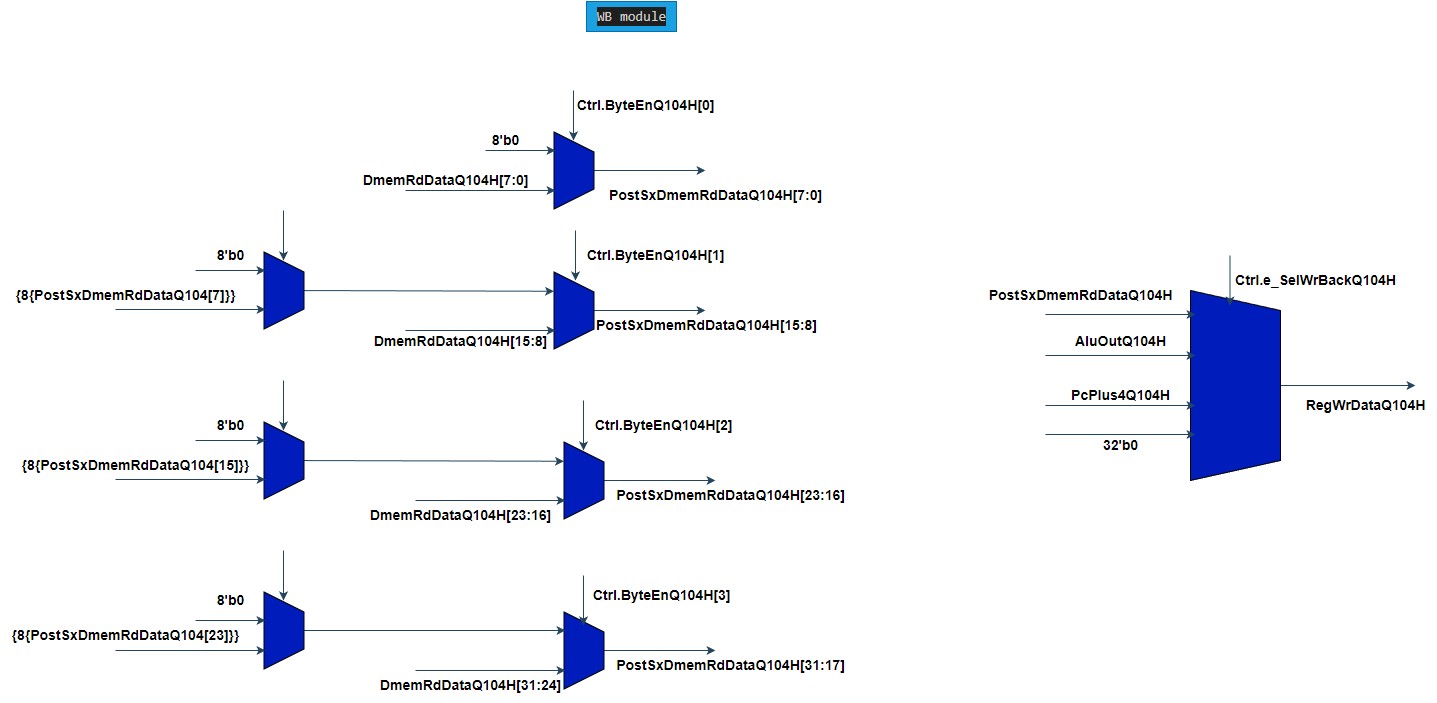 WB module
Ctrl.ByteEnQ104H[0]
8'b0
DmemRdDataQ104H[7:0]
PostSxDmemRdDataQ104H[7:0]
8'b0
Ctrl.ByteEnQ104H[1]
{8{PostSxDmemRdDataQ104[7]}}
PostSxDmemRdDataQ104H[15:8]
DmemRdDataQ104H[15:8]
8'b0
Ctrl.ByteEnQ104H[2]
{8{PostSxDmemRdDataQ104[15]}}
PostSxDmemRdDataQ104H[23:16]
DmemRdDataQ104H[23:16]
8'b0
Ctrl.ByteEnQ104H[3]
{8{PostSxDmemRdDataQ104[23]}}
PostSxDmemRdDataQ104H[31:17]
DmemRdDataQ104H[31:24]
Ctrl.e_SelWrBackQ104H
PostSxDmemRdDataQ104H
AluOutQ104H
PcPlus4Q104H
RegWrDataQ104H
32'b0